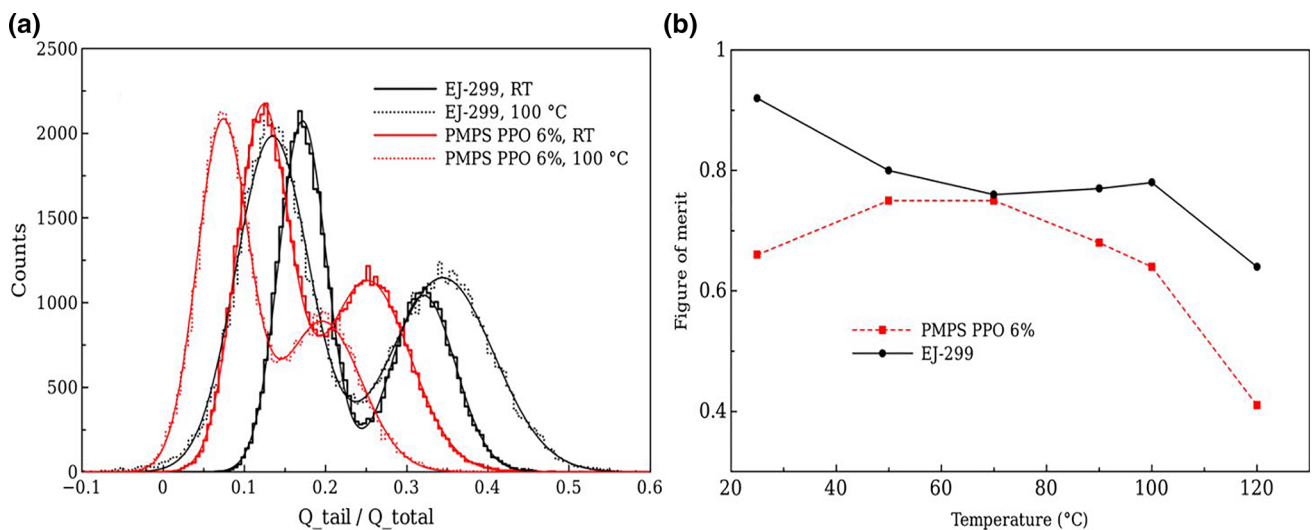 (a)
2500
2000
1500
1000
500
0
Counts
−0.1 0 0.1 0.2 0.3 0.4 0.5 0.6
Q_tail / Q_total
EJ-299, RT
EJ-299, 100 °C
PMPS PPO 6%, RT
PMPS PPO 6%, 100 °C
(b)
1
0.8
0.6
0.4
Figure of merit
PMPS PPO 6%
EJ-299
20 40 60 80 100 120
Temperature (°C)